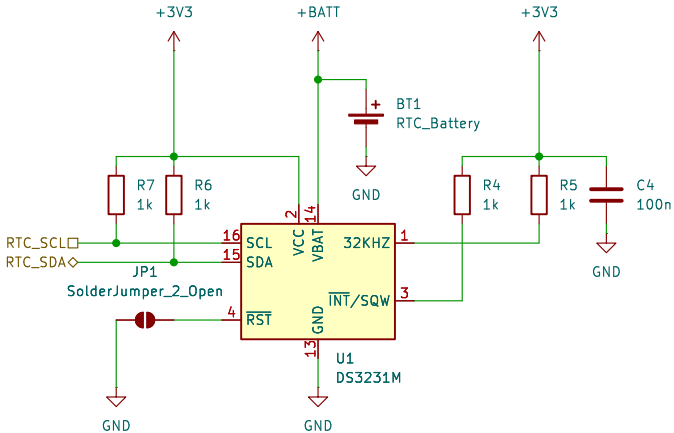 +3V3
+BATT
+3V3
BT1
RTC_Battery
GND
R7
1k
R6
1k
R4
1k
R5
1k
C4
100n
GND
2
14
VCC
VBAT
RTC_SCL
16
SCL
32KHZ
1
RTC_SDA
15
SDA
JP1
SolderJumper_2_Open
INT/SQW
3
4
RST
GND
13
U1
DS3231M
GND
GND